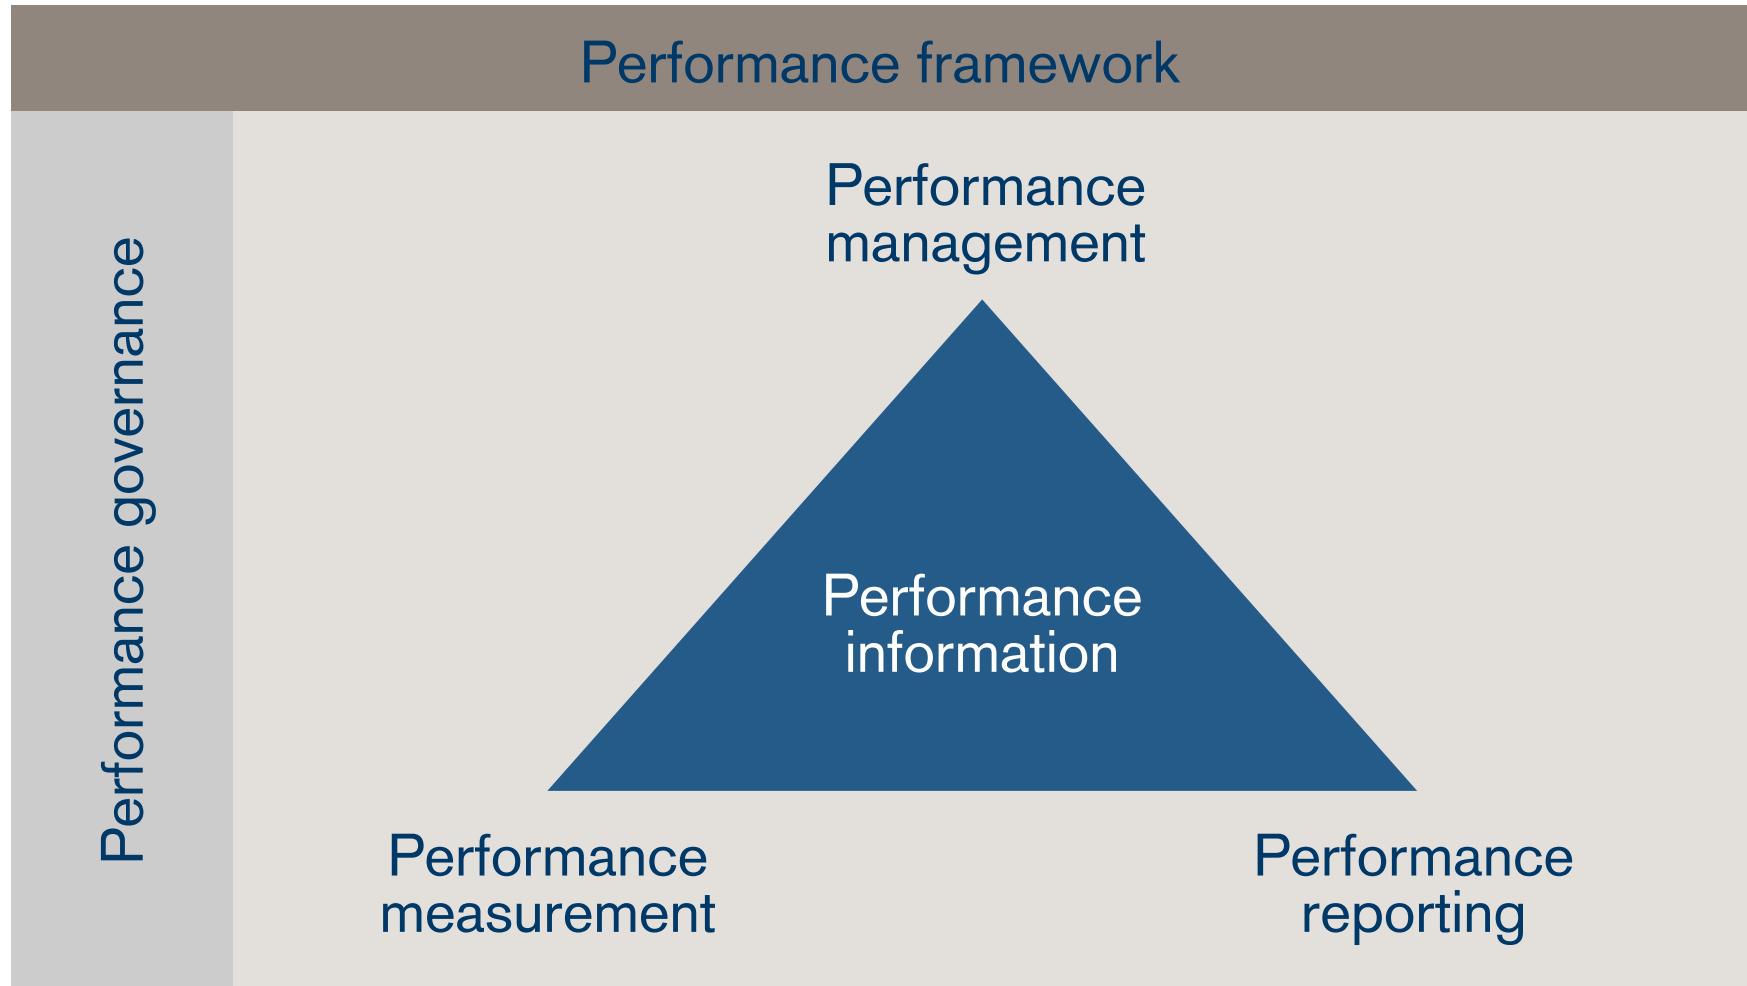 Performance framework
Performance governance
Performance
management
Performance
information
Performance
measurement
Performance
reporting